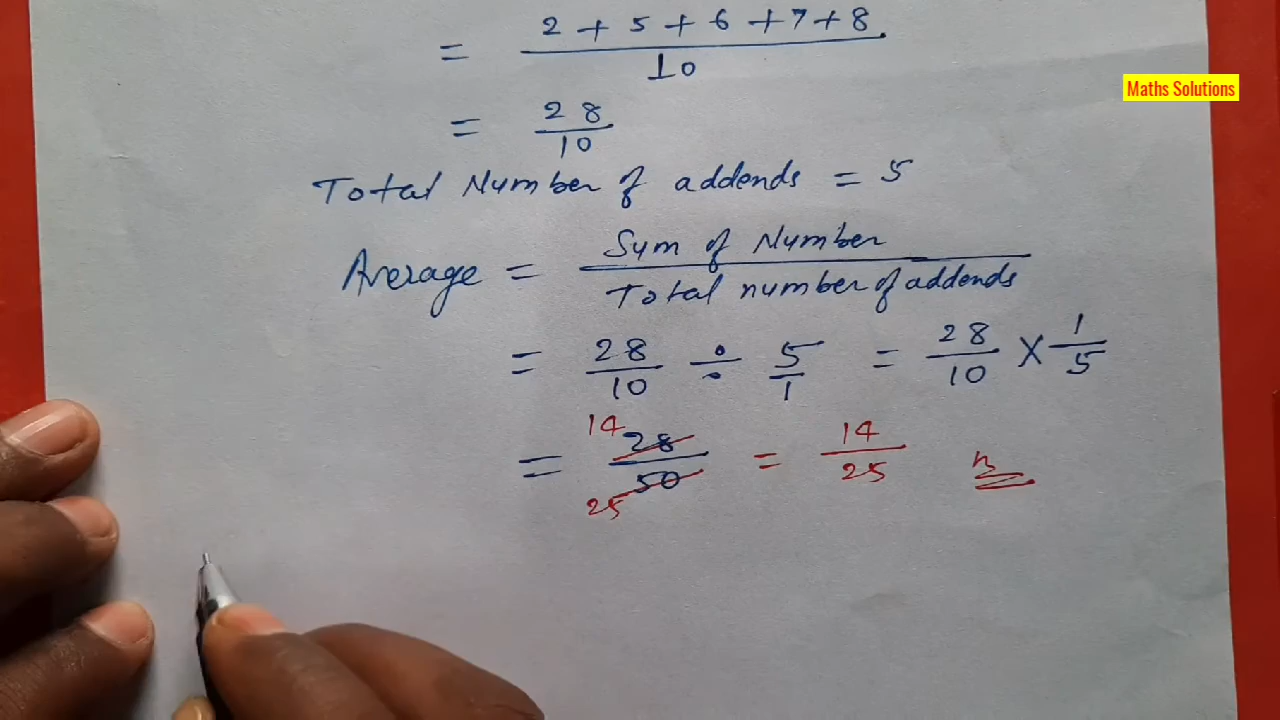 = 2 + 5 + 6 + 7 + 8 / 10
Maths Solutions
= 28/10
Total Number of addends = 5
Average = Sum of Number / Total number of addends
= 28/10 ÷ 5/1 = 28/10 × 1/5
= 14 28 / 25 50 = 14/25